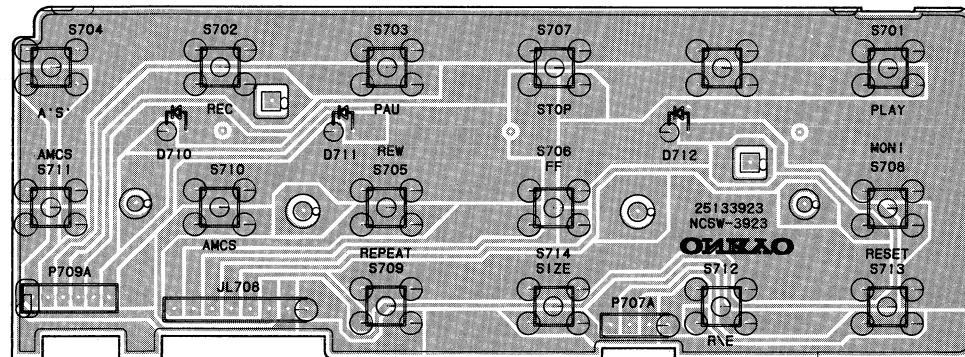 S704 S702 S703 S707 S701
A'S' REC PAU STOP PLAY
D710 D711 REW D712
AMCS MONI
S711 S710 S705 S706 S708
FF
25133923
NCSW-3923
ONKYO
AMCS REPEAT S714 RESET
SIZE
P709A JL708 S709 S712 S713
P707A
R\E